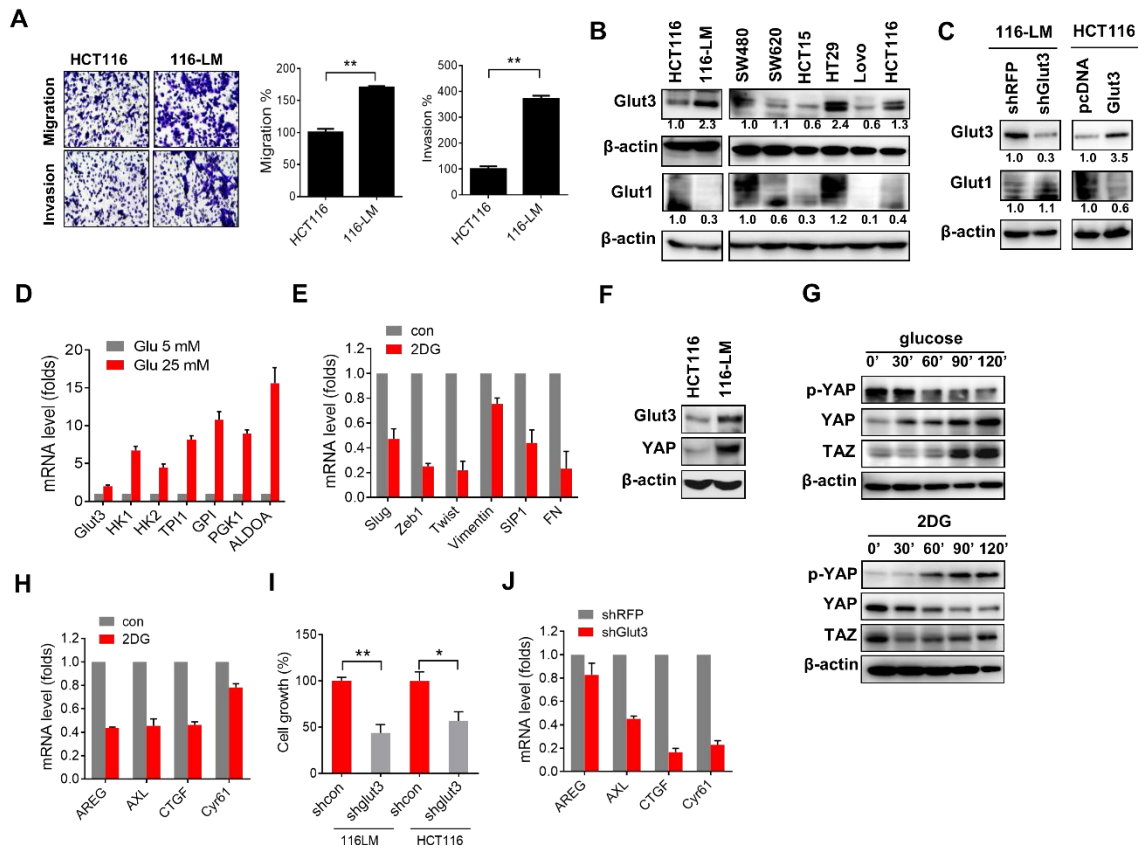 A
HCT116 116-LM
Migration
Invasion
Migration %
200
150
100
50
0
**
HCT116
116-LM
Invasion %
500
400
300
200
100
0
**
HCT116
116-LM
B
HCT116
116-LM
SW480
SW620
HCT15
HT29
Lovo
HCT116
Glut3
1.0 2.3 1.0 1.1 0.6 2.4 0.6 1.3
β-actin
Glut1
1.0 0.3 1.0 0.6 0.3 1.2 0.1 0.4
β-actin
C
116-LM HCT116
shRFP
shGlut3
pcDNA
Glut3
Glut3
1.0 0.3 1.0 3.5
Glut1
1.0 1.1 1.0 0.6
β-actin
D
Glu 5 mM
Glu 25 mM
mRNA level (folds)
20
15
10
5
0
Glut3
HK1
HK2
TPI1
GPI
PGK1
ALDOA
E
con
2DG
mRNA level (folds)
1.2
1.0
0.8
0.6
0.4
0.2
0.0
Slug
Zeb1
Twist
Vimentin
SIP1
FN
F
HCT116
116-LM
Glut3
YAP
β-actin
G
glucose
0’ 30’ 60’ 90’ 120’
p-YAP
YAP
TAZ
β-actin
2DG
0’ 30’ 60’ 90’ 120’
p-YAP
YAP
TAZ
β-actin
H
con
2DG
mRNA level (folds)
1.2
1.0
0.8
0.6
0.4
0.2
0.0
AREG
AXL
CTGF
Cyr61
I
Cell growth (%)
150
100
50
0
**
*
shcon
shglut3
shcon
shglut3
116LM HCT116
J
shRFP
shGlut3
mRNA level (folds)
1.2
1.0
0.8
0.6
0.4
0.2
0.0
AREG
AXL
CTGF
Cyr61